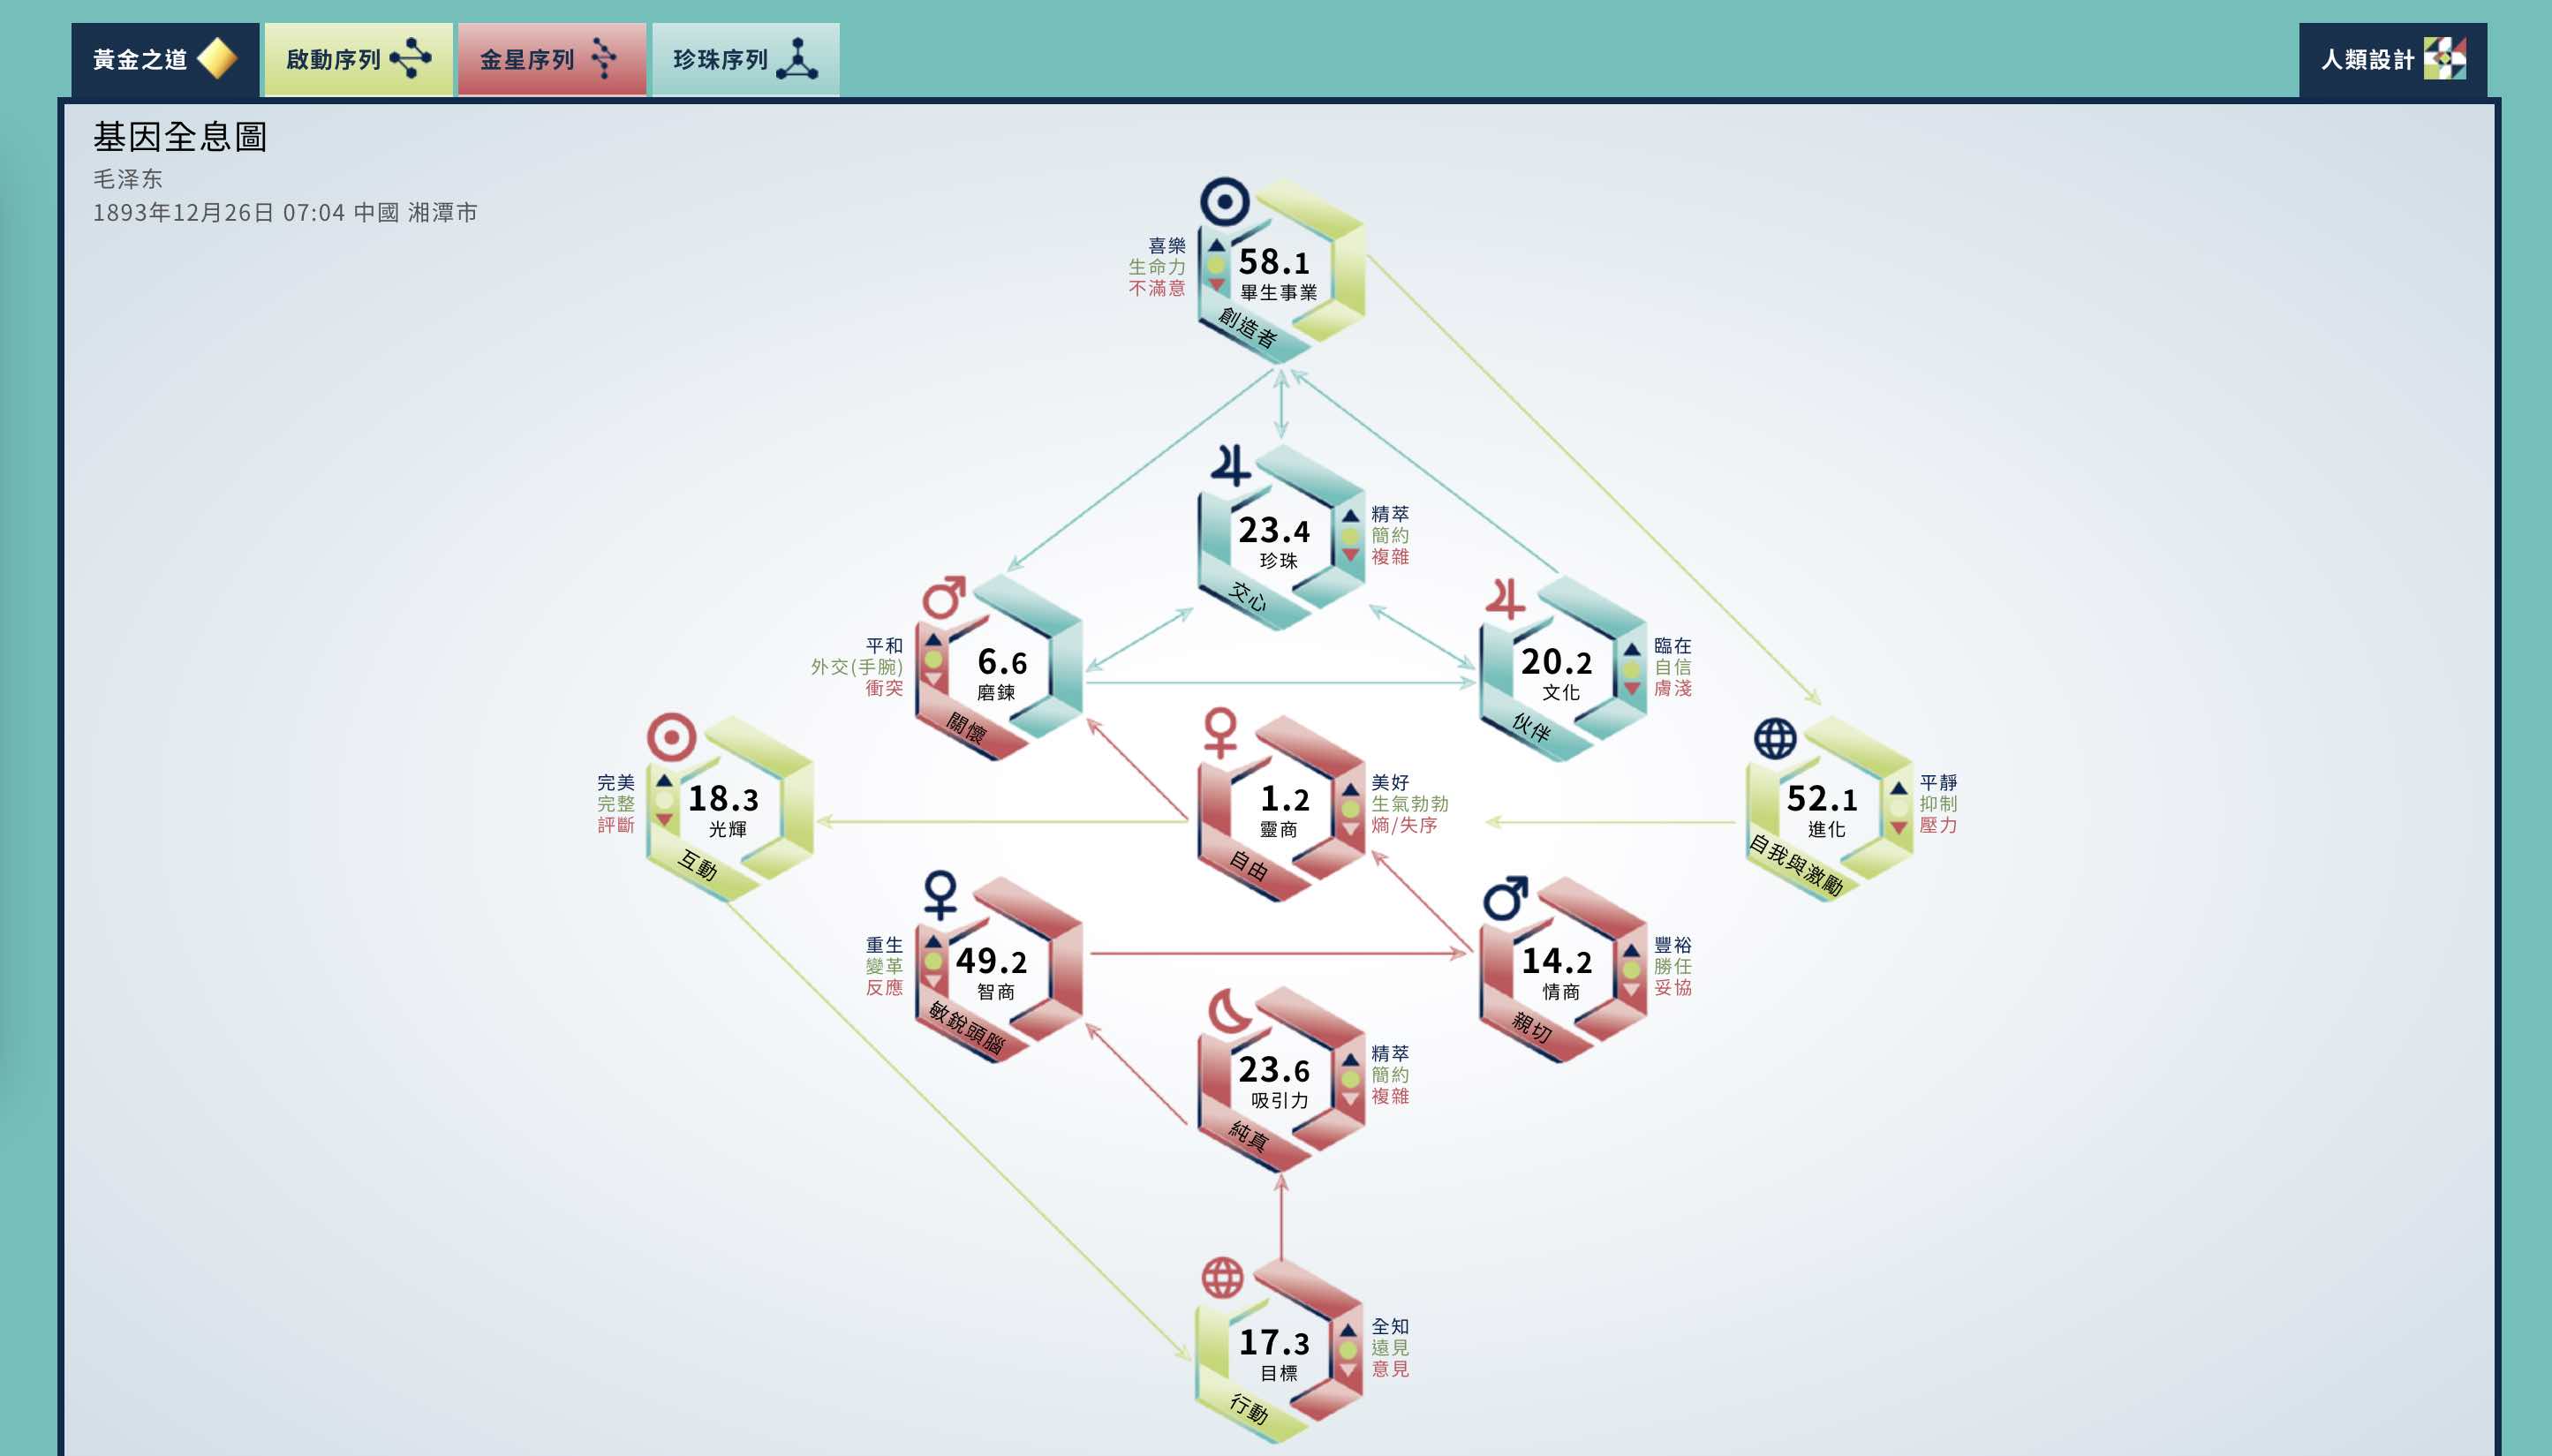 黃金之道
啟動序列
金星序列
珍珠序列
人類設計
基因全息圖
毛泽东
1893年12月26日 07:04 中國 湘潭市
喜樂
生命力
不滿意
58.1
畢生事業
創造者
23.4
珍珠
交心
精萃
簡約
複雜
平和
外交(手腕)
衝突
6.6
磨鍊
關懷
20.2
文化
伙伴
臨在
自信
膚淺
完美
完整
評斷
18.3
光輝
互動
1.2
靈商
自由
美好
生氣勃勃
熵/失序
52.1
進化
自我與激勵
平靜
抑制
壓力
重生
變革
反應
49.2
智商
敏銳頭腦
14.2
情商
親切
豐裕
勝任
妥協
23.6
吸引力
純真
精萃
簡約
複雜
17.3
目標
行動
全知
遠見
意見